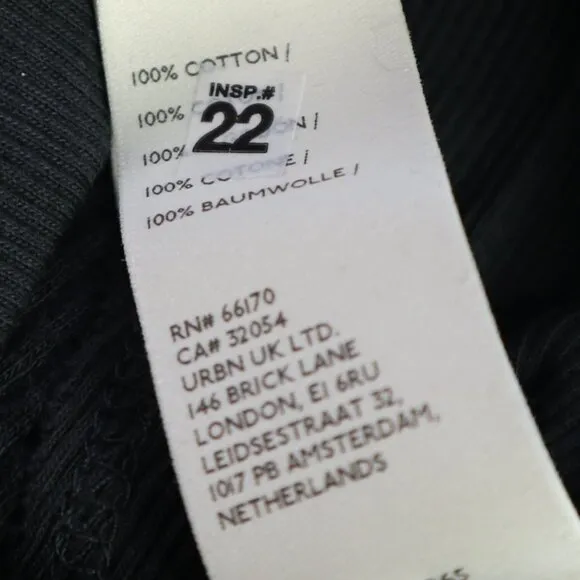 100% COTTON /
INSP.#
22
100% C /
100% N /
100% COTONE /
100% BAUMWOLLE /
RN# 66170
CA# 32054
URBN UK LTD.
146 BRICK LANE
LONDON, E1 6RU
LEIDSESTRAAT 32,
1017 PB AMSTERDAM,
NETHERLANDS